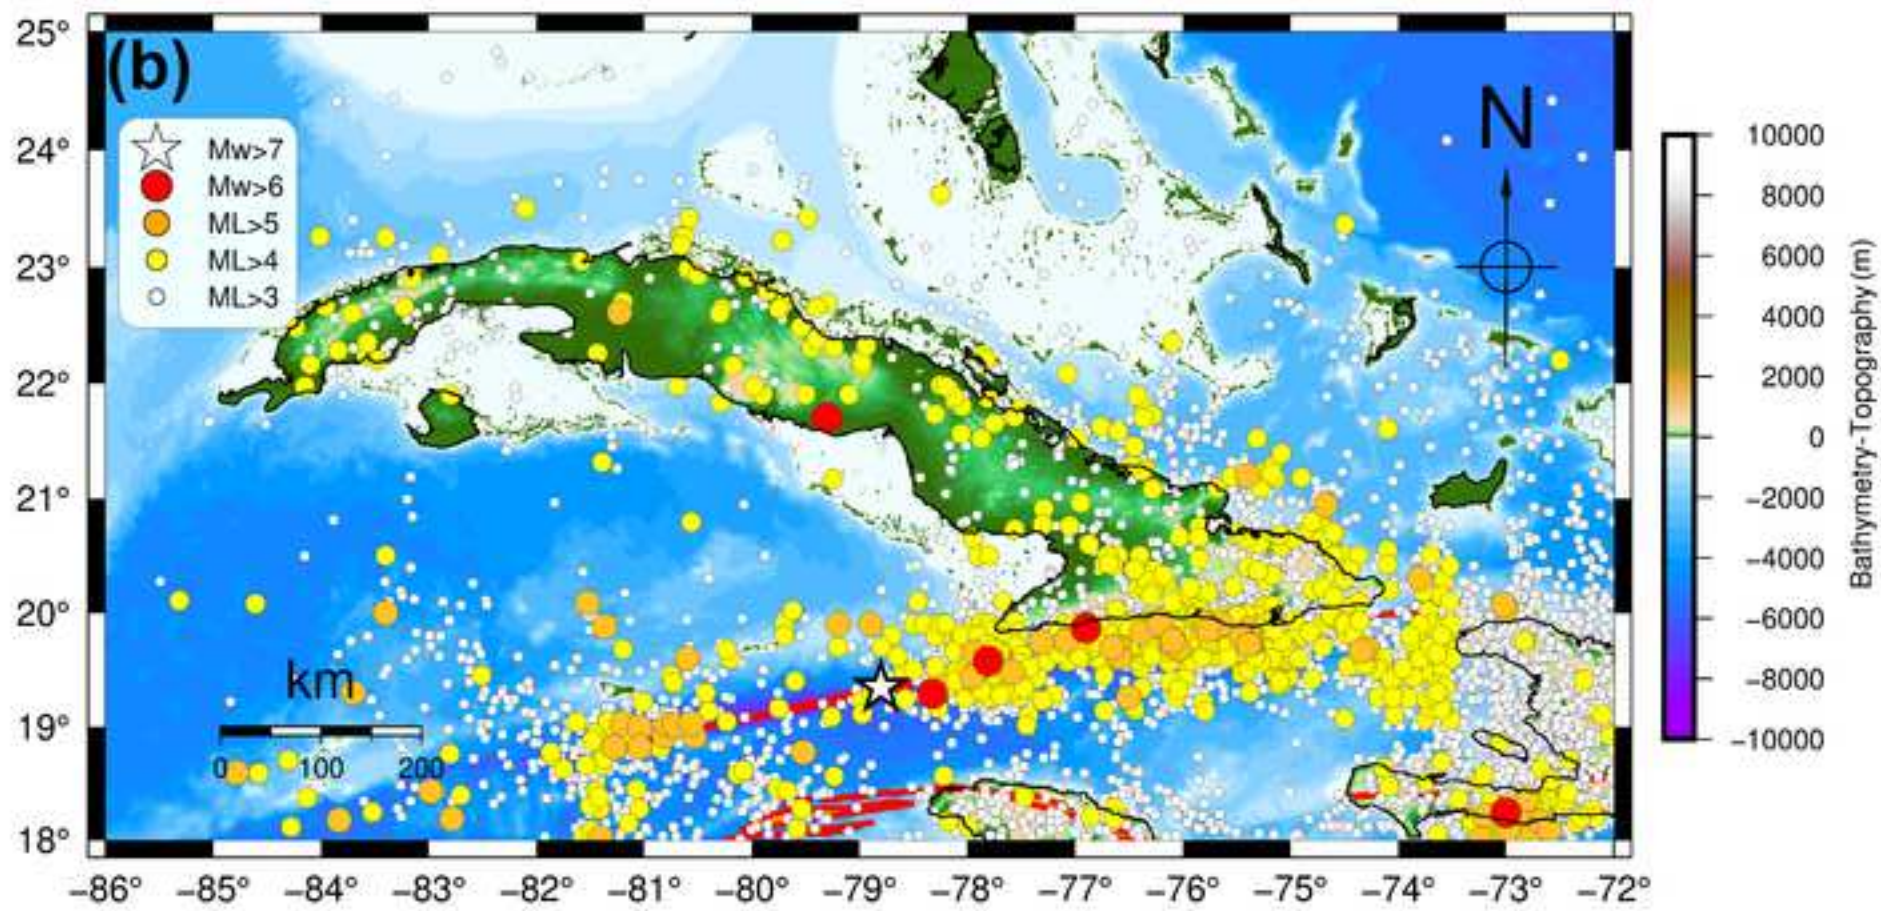 (b)
Mw>7
Mw>6
ML>5
ML>4
ML>3
N
km
0 100 200
25°
24°
23°
22°
21°
20°
19°
18°
−86° −85° −84° −83° −82° −81° −80° −79° −78° −77° −76° −75° −74° −73° −72°
10000
8000
6000
4000
2000
0
−2000
−4000
−6000
−8000
−10000
Bathymetry-Topography (m)